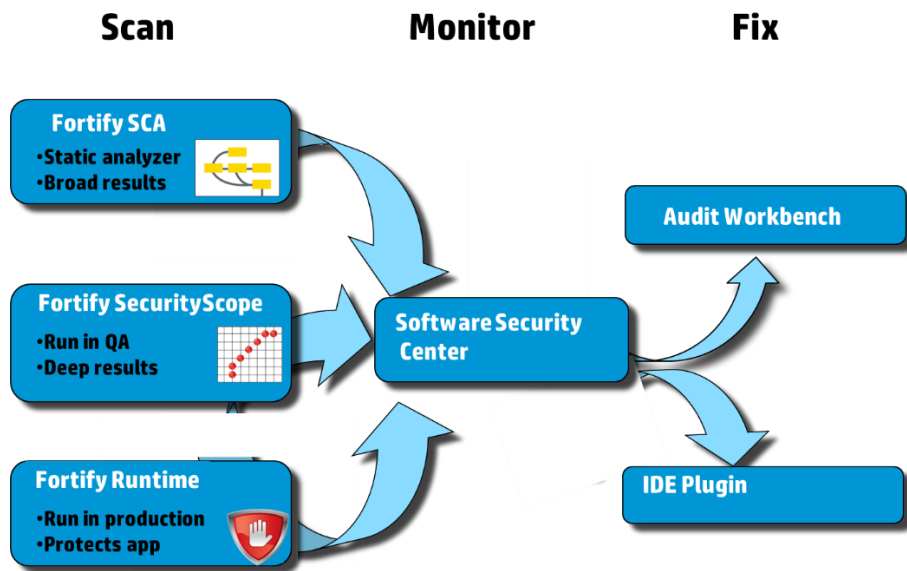 Scan
Monitor
Fix
Fortify SCA
•Static analyzer
•Broad results
Fortify SecurityScope
•Run in QA
•Deep results
Fortify Runtime
•Run in production
•Protects app
Software Security
Center
Audit Workbench
IDE Plugin